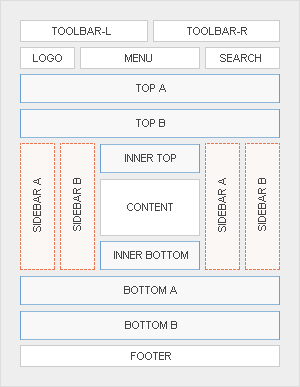 TOOLBAR-L TOOLBAR-R
LOGO MENU SEARCH
TOP A
TOP B
SIDEBAR A SIDEBAR B INNER TOP SIDEBAR A SIDEBAR B
CONTENT
INNER BOTTOM
BOTTOM A
BOTTOM B
FOOTER